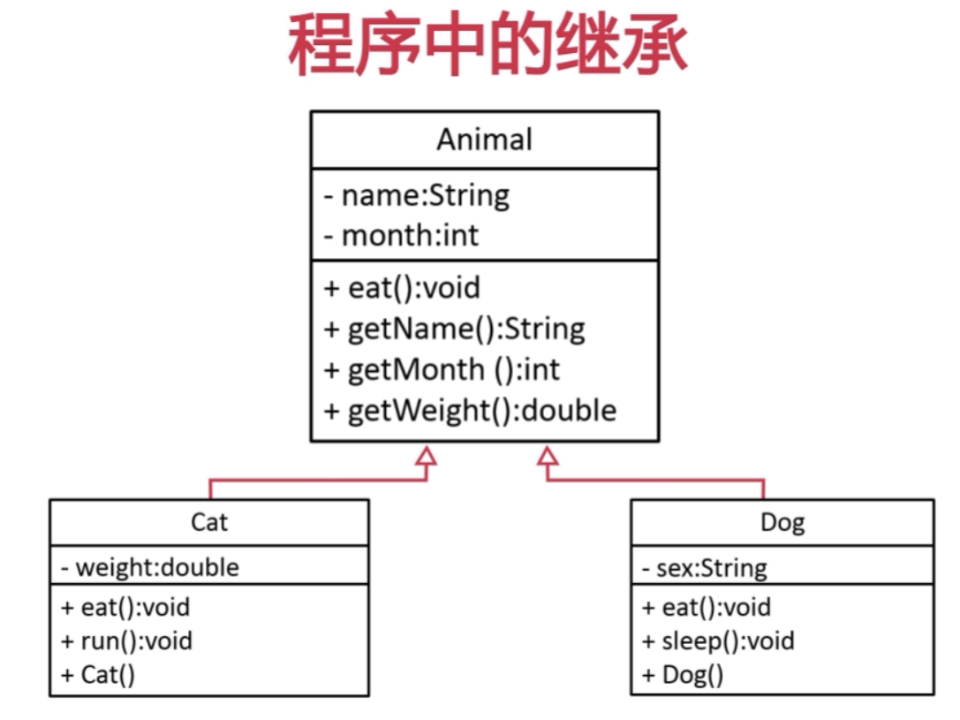 程序中的继承
Animal
- name:String
- month:int
+ eat():void
+ getName():String
+ getMonth ():int
+ getWeight():double
Cat
- weight:double
+ eat():void
+ run():void
+ Cat()
Dog
- sex:String
+ eat():void
+ sleep():void
+ Dog()